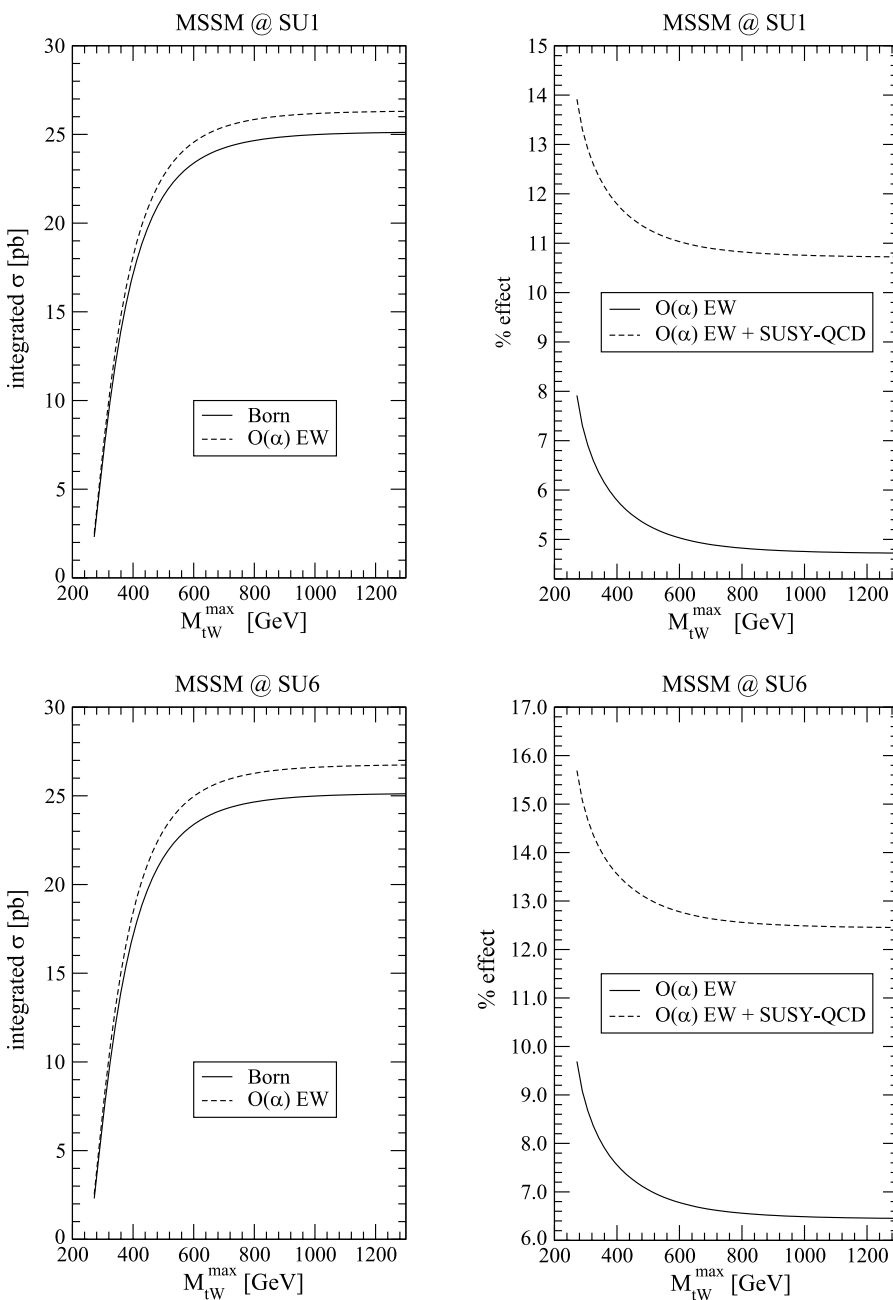 MSSM @ SU1
30
25
20
15
10
5
0
integrated σ [pb]
Born
O(α) EW
200 400 600 800 1000 1200
M_tW^max [GeV]
MSSM @ SU1
15
14
13
12
11
10
9
8
7
6
5
% effect
O(α) EW
O(α) EW + SUSY-QCD
200 400 600 800 1000 1200
M_tW^max [GeV]
MSSM @ SU6
30
25
20
15
10
5
0
integrated σ [pb]
Born
O(α) EW
200 400 600 800 1000 1200
M_tW^max [GeV]
MSSM @ SU6
17.0
16.0
15.0
14.0
13.0
12.0
11.0
10.0
9.0
8.0
7.0
6.0
% effect
O(α) EW
O(α) EW + SUSY-QCD
200 400 600 800 1000 1200
M_tW^max [GeV]